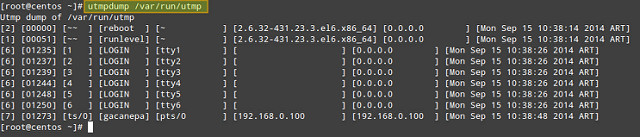 [root@centos ~]# utmpdump /var/run/utmp
Utmp dump of /var/run/utmp
[2] [00000] [~~  ] [reboot  ] [~           ] [2.6.32-431.23.3.el6.x86_64] [0.0.0.0        ] [Mon Sep 15 10:38:14 2014 ART]
[1] [00051] [~~  ] [runlevel] [~           ] [2.6.32-431.23.3.el6.x86_64] [0.0.0.0        ] [Mon Sep 15 10:38:14 2014 ART]
[6] [01235] [1   ] [LOGIN   ] [tty1        ] [                    ] [0.0.0.0        ] [Mon Sep 15 10:38:26 2014 ART]
[6] [01237] [2   ] [LOGIN   ] [tty2        ] [                    ] [0.0.0.0        ] [Mon Sep 15 10:38:26 2014 ART]
[6] [01239] [3   ] [LOGIN   ] [tty3        ] [                    ] [0.0.0.0        ] [Mon Sep 15 10:38:26 2014 ART]
[6] [01244] [4   ] [LOGIN   ] [tty4        ] [                    ] [0.0.0.0        ] [Mon Sep 15 10:38:26 2014 ART]
[6] [01248] [5   ] [LOGIN   ] [tty5        ] [                    ] [0.0.0.0        ] [Mon Sep 15 10:38:26 2014 ART]
[6] [01250] [6   ] [LOGIN   ] [tty6        ] [                    ] [0.0.0.0        ] [Mon Sep 15 10:38:26 2014 ART]
[7] [01273] [ts/0] [gacanepa] [pts/0       ] [192.168.0.100       ] [192.168.0.100  ] [Mon Sep 15 10:38:48 2014 ART]
[root@centos ~]#